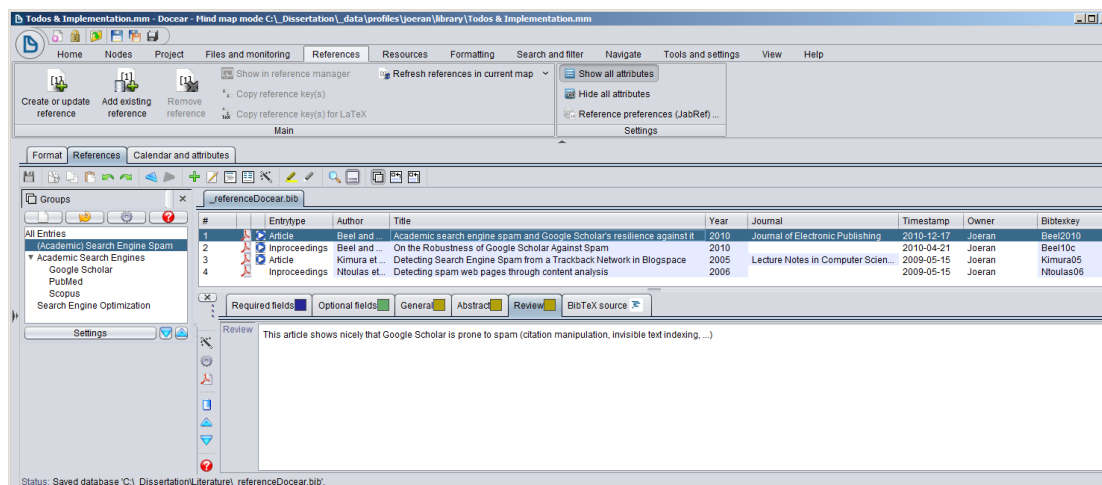 Todos & Implementation.mm - Docear - Mind map mode C:\_Dissertation\_data\profiles\joeran\library\Todos & Implementation.mm
Home Nodes Project Files and monitoring References Resources Formatting Search and filter Navigate Tools and settings View Help
Create or update reference
Add existing reference
Remove reference
Show in reference manager
Copy reference key(s)
Copy reference key(s) for LaTeX
Refresh references in current map
Main
Show all attributes
Hide all attributes
Reference preferences (JabRef) ...
Settings
Format References Calendar and attributes
Groups
_referenceDocear.bib
All Entries
(Academic) Search Engine Spam
Academic Search Engines
Google Scholar
PubMed
Scopus
Search Engine Optimization
Settings
# Entrytype Author Title Year Journal Timestamp Owner Bibtexkey
1 Article Beel and ... Academic search engine spam and Google Scholar's resilience against it 2010 Journal of Electronic Publishing 2010-12-17 Joeran Beel2010
2 Inproceedings Beel and ... On the Robustness of Google Scholar Against Spam 2010 2010-04-21 Joeran Beel10c
3 Article Kimura et ... Detecting Search Engine Spam from a Trackback Network in Blogspace 2005 Lecture Notes in Computer Scien... 2009-05-15 Joeran Kimura05
4 Inproceedings Ntoulas et... Detecting spam web pages through content analysis 2006 2009-05-15 Joeran Ntoulas06
Required fields Optional fields General Abstract Review BibTeX source
Review
This article shows nicely that Google Scholar is prone to spam (citation manipulation, invisible text indexing, ...)
Status: Saved database 'C:\_Dissertation\Literature\_referenceDocear.bib'.